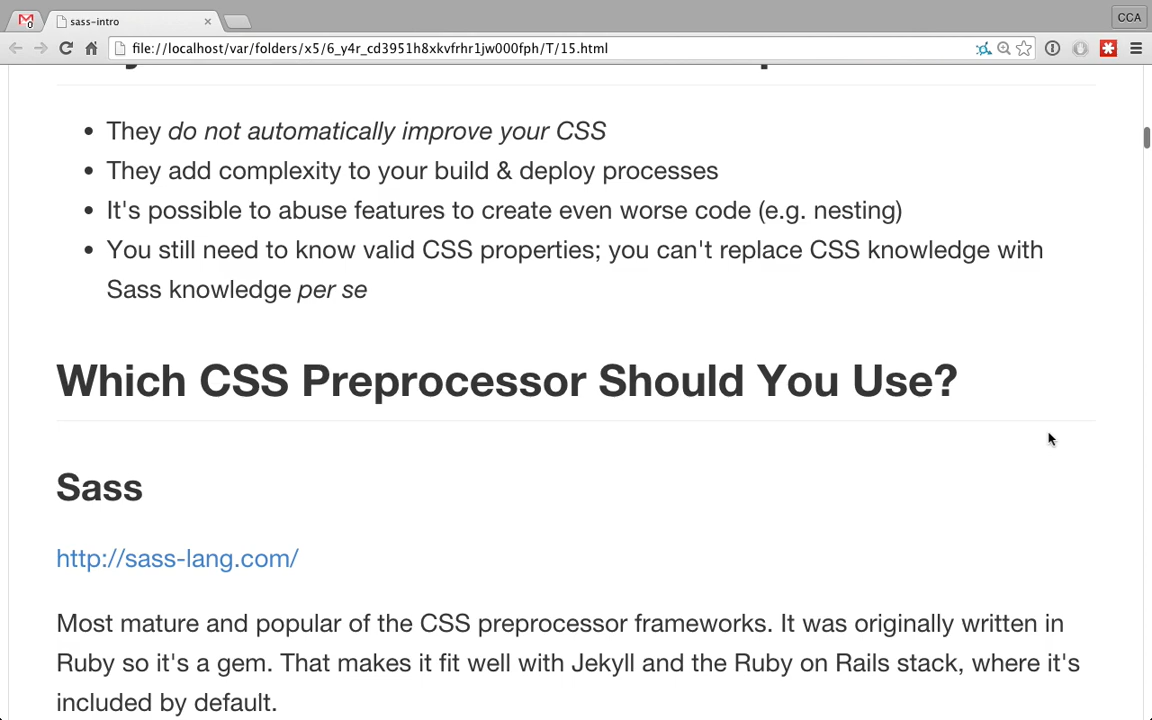 0
sass-intro
CCA
file://localhost/var/folders/x5/6_y4r_cd3951h8xkvfrhr1jw000fph/T/15.html
They do not automatically improve your CSS
They add complexity to your build & deploy processes
It's possible to abuse features to create even worse code (e.g. nesting)
You still need to know valid CSS properties; you can't replace CSS knowledge with
Sass knowledge per se
Which CSS Preprocessor Should You Use?
Sass
http://sass-lang.com/
Most mature and popular of the CSS preprocessor frameworks. It was originally written in
Ruby so it's a gem. That makes it fit well with Jekyll and the Ruby on Rails stack, where it's
included by default.